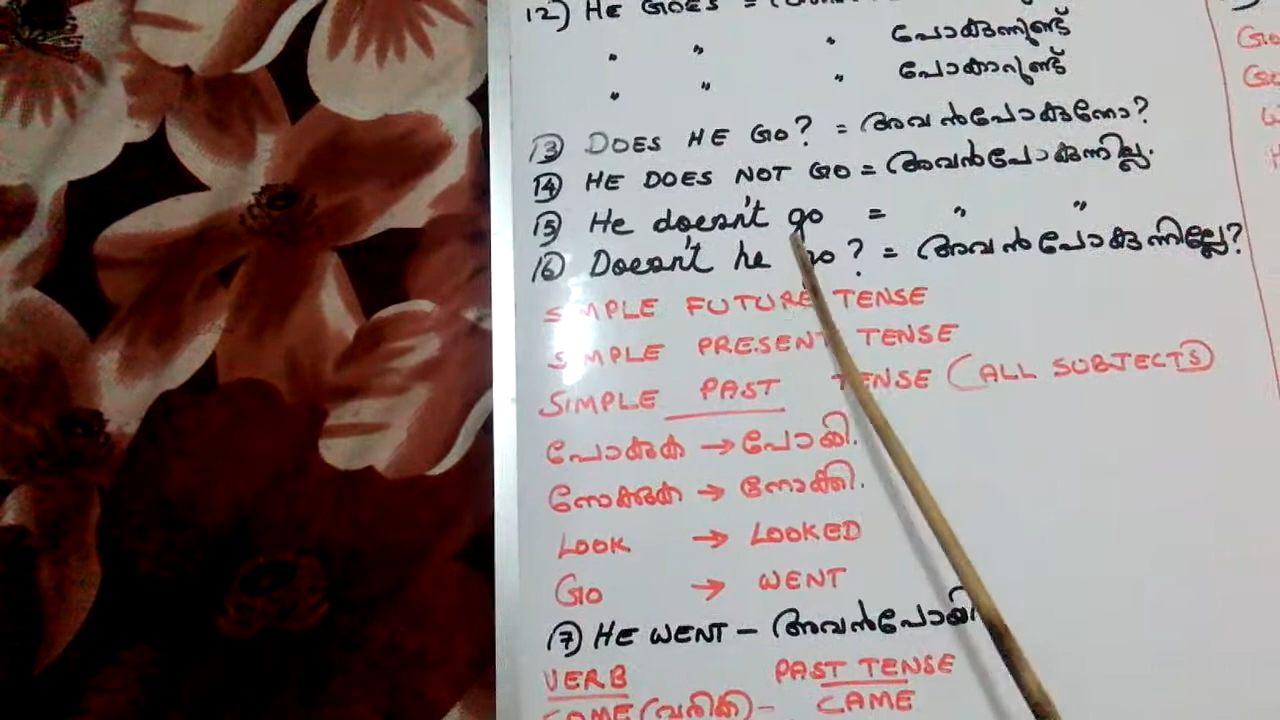 12) HE GOES =
" " " പോകുന്നുണ്ട്
" " " പോകാറുണ്ട്
13 DOES HE GO? = അവൻപോകുന്നോ?
14 HE DOES NOT GO = അവൻപോകുന്നില്ല.
15 He doesn't go = " "
16 Doesn't he go? = അവൻപോകുന്നില്ലേ?
SIMPLE FUTURE TENSE
SIMPLE PRESENT TENSE
SIMPLE PAST TENSE (ALL SUBJECTS)
പോകുക → പോയി.
നോക്കുക → നോക്കി.
LOOK → LOOKED
GO → WENT
17 HE WENT - അവൻപോയി
VERB PAST TENSE
COME (വരിക) - CAME